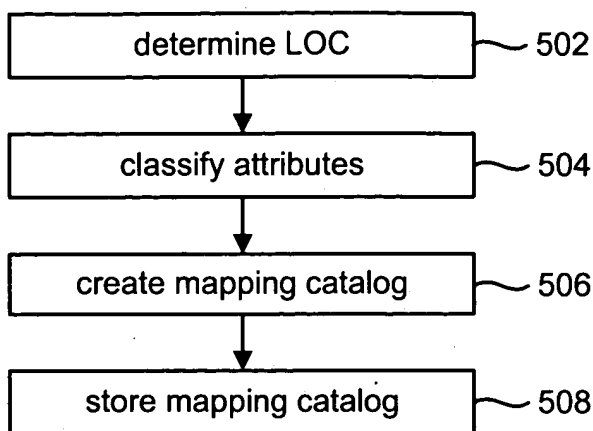 determine LOC 502
classify attributes 504
create mapping catalog 506
store mapping catalog 508